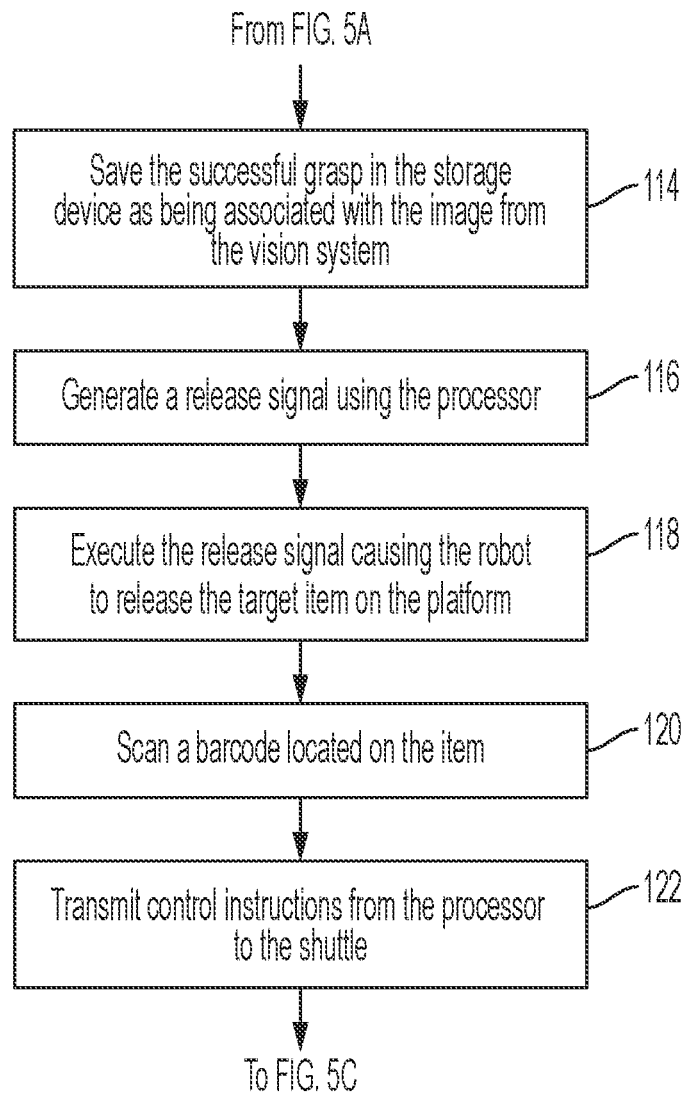 From FIG. 5A
Save the successful grasp in the storage
device as being associated with the image from
the vision system
114
Generate a release signal using the processor
116
Execute the release signal causing the robot
to release the target item on the platform
118
Scan a barcode located on the item
120
Transmit control instructions from the processor
to the shuttle
122
To FIG. 5C